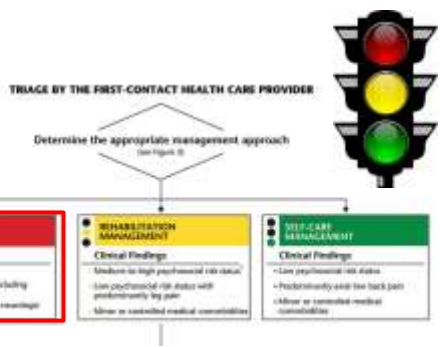 TRIAGE BY THE FIRST-CONTACT HEALTH CARE PROVIDER
Determine the appropriate management approach
(see Figure 3)
REHABILITATION
MANAGEMENT
Clinical Findings
- Medium to high psychosocial risk status
- Low psychosocial risk status with
predominantly leg pain
- Minor or controlled medical comorbidities
SELF-CARE
MANAGEMENT
Clinical Findings
• Low psychosocial risk status
• Predominantly axial low back pain
• Minor or controlled medical
comorbidities